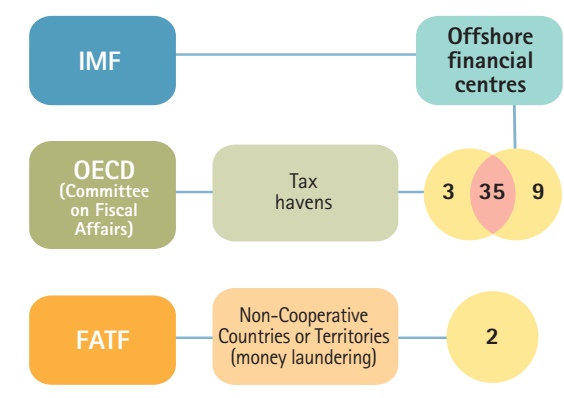 IMF
Offshore
financial
centres
OECD
(Committee
on Fiscal
Affairs)
Tax
havens
3 35 9
FATF
Non-Cooperative
Countries or Territories
(money laundering)
2